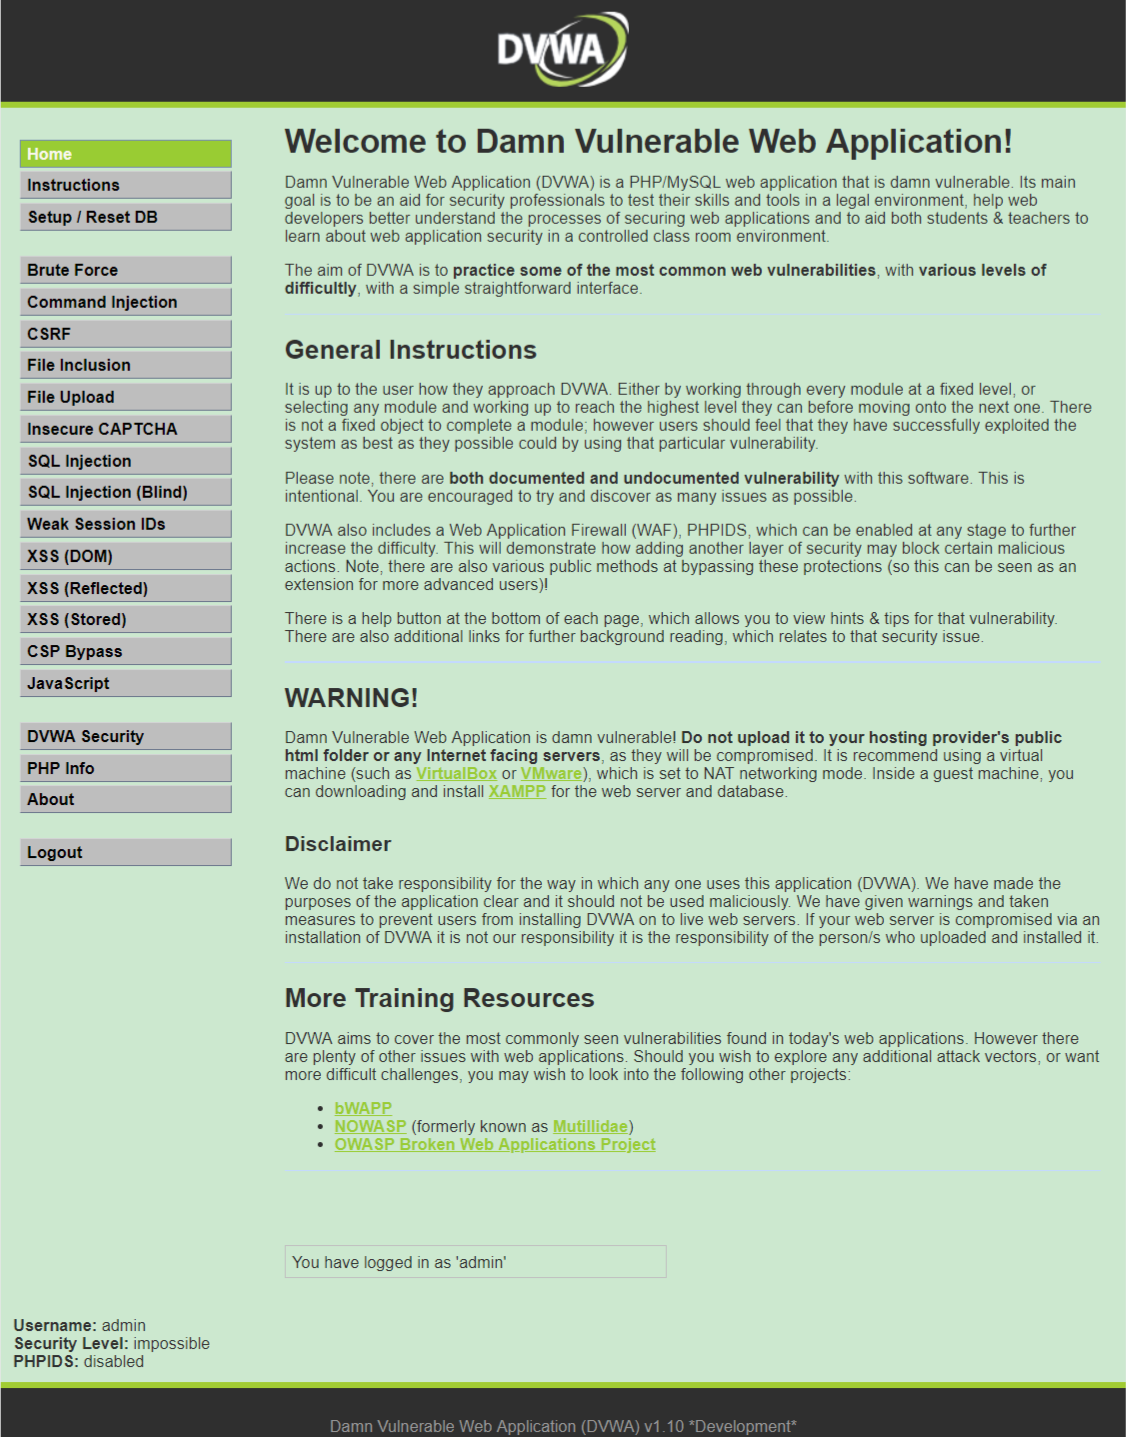 DVWA
Home
Instructions
Setup / Reset DB
Brute Force
Command Injection
CSRF
File Inclusion
File Upload
Insecure CAPTCHA
SQL Injection
SQL Injection (Blind)
Weak Session IDs
XSS (DOM)
XSS (Reflected)
XSS (Stored)
CSP Bypass
JavaScript
DVWA Security
PHP Info
About
Logout
Welcome to Damn Vulnerable Web Application!
Damn Vulnerable Web Application (DVWA) is a PHP/MySQL web application that is damn vulnerable. Its main
goal is to be an aid for security professionals to test their skills and tools in a legal environment, help web
developers better understand the processes of securing web applications and to aid both students & teachers to
learn about web application security in a controlled class room environment.
The aim of DVWA is to practice some of the most common web vulnerabilities, with various levels of
difficultly, with a simple straightforward interface.
General Instructions
It is up to the user how they approach DVWA. Either by working through every module at a fixed level, or
selecting any module and working up to reach the highest level they can before moving onto the next one. There
is not a fixed object to complete a module; however users should feel that they have successfully exploited the
system as best as they possible could by using that particular vulnerability.
Please note, there are both documented and undocumented vulnerability with this software. This is
intentional. You are encouraged to try and discover as many issues as possible.
DVWA also includes a Web Application Firewall (WAF), PHPIDS, which can be enabled at any stage to further
increase the difficulty. This will demonstrate how adding another layer of security may block certain malicious
actions. Note, there are also various public methods at bypassing these protections (so this can be seen as an
extension for more advanced users)!
There is a help button at the bottom of each page, which allows you to view hints & tips for that vulnerability.
There are also additional links for further background reading, which relates to that security issue.
WARNING!
Damn Vulnerable Web Application is damn vulnerable! Do not upload it to your hosting provider's public
html folder or any Internet facing servers, as they will be compromised. It is recommend using a virtual
machine (such as VirtualBox or VMware), which is set to NAT networking mode. Inside a guest machine, you
can downloading and install XAMPP for the web server and database.
Disclaimer
We do not take responsibility for the way in which any one uses this application (DVWA). We have made the
purposes of the application clear and it should not be used maliciously. We have given warnings and taken
measures to prevent users from installing DVWA on to live web servers. If your web server is compromised via an
installation of DVWA it is not our responsibility it is the responsibility of the person/s who uploaded and installed it.
More Training Resources
DVWA aims to cover the most commonly seen vulnerabilities found in today's web applications. However there
are plenty of other issues with web applications. Should you wish to explore any additional attack vectors, or want
more difficult challenges, you may wish to look into the following other projects:
• bWAPP
• NOWASP (formerly known as Mutillidae)
• OWASP Broken Web Applications Project
You have logged in as 'admin'
Username: admin
Security Level: impossible
PHPIDS: disabled
Damn Vulnerable Web Application (DVWA) v1.10 *Development*